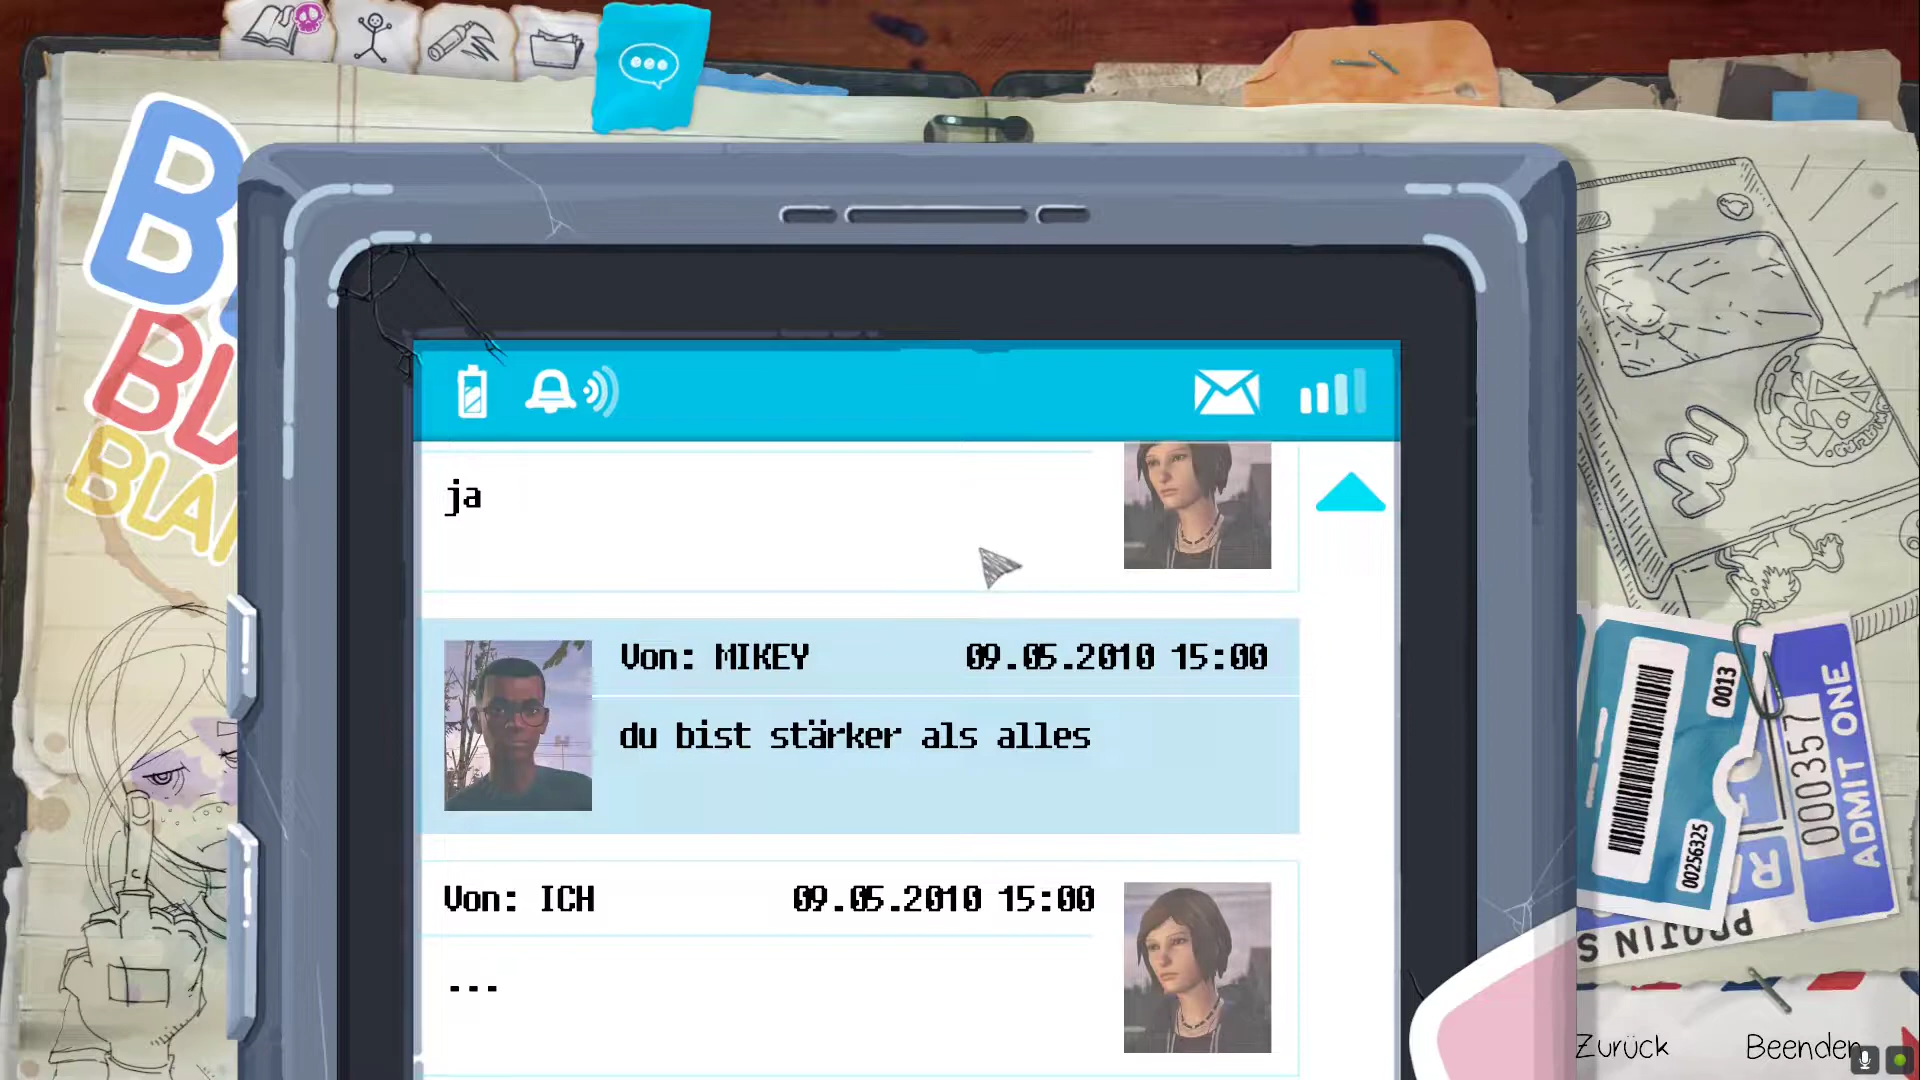 ja
Von: MIKEY 09.05.2010 15:00
du bist stärker als alles
Von: ICH 09.05.2010 15:00
...
0013
00256325
000357
ADMIT ONE
Zurück Beenden